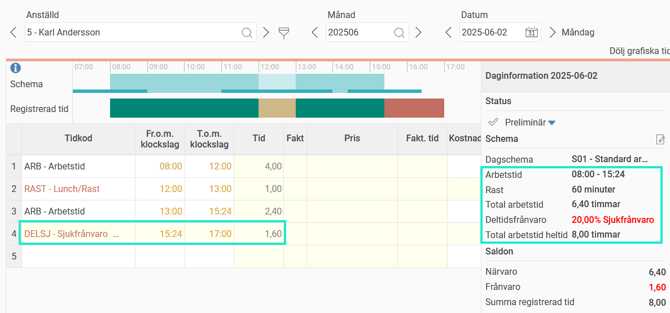 Anställd
5 - Karl Andersson
Månad
202506
Datum
2025-06-02
Måndag
Dölj grafiska ti
07:00 08:00 09:00 10:00 11:00 12:00 13:00 14:00 15:00 16:00 17:00
Schema
Registrerad tid
Tidkod Fr.o.m. klockslag T.o.m. klockslag Tid Fakt Pris Fakt. tid Kostnad
1 ARB - Arbetstid 08:00 12:00 4,00
2 RAST - Lunch/Rast 12:00 13:00 1,00
3 ARB - Arbetstid 13:00 15:24 2,40
4 DELSJ - Sjukfrånvaro ... 15:24 17:00 1,60
5
Daginformation 2025-06-02
Status
Preliminär
Schema
Dagschema S01 - Standard ar...
Arbetstid 08:00 - 15:24
Rast 60 minuter
Total arbetstid 6,40 timmar
Deltidsfrånvaro 20,00% Sjukfrånvaro
Total arbetstid heltid 8,00 timmar
Saldon
Närvaro 6,40
Frånvaro 1,60
Summa registrerad tid 8,00